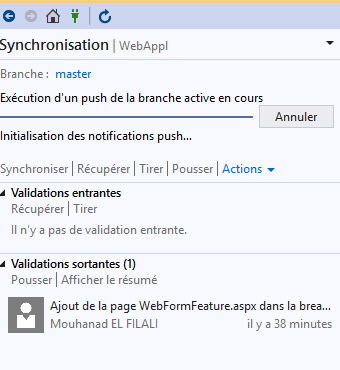 Synchronisation | WebAppl
Branche : master
Exécution d'un push de la branche active en cours
Annuler
Initialisation des notifications push...
Synchroniser | Récupérer | Tirer | Pousser | Actions
Validations entrantes
Récupérer | Tirer
Il n'y a pas de validation entrante.
Validations sortantes (1)
Pousser | Afficher le résumé
Ajout de la page WebFormFeature.aspx dans la brea...
Mouhanad EL FILALI il y a 38 minutes